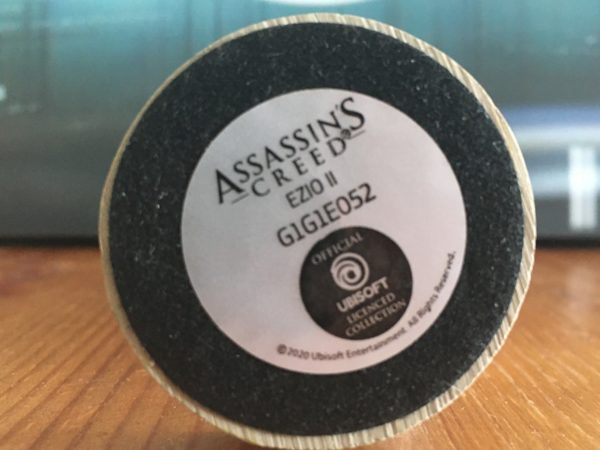 ASSASSIN'S
CREED®
EZIO II
G1G1E052
OFFICIAL
UBISOFT
LICENCED
COLLECTION
©2020 Ubisoft Entertainment. All Rights Reserved.